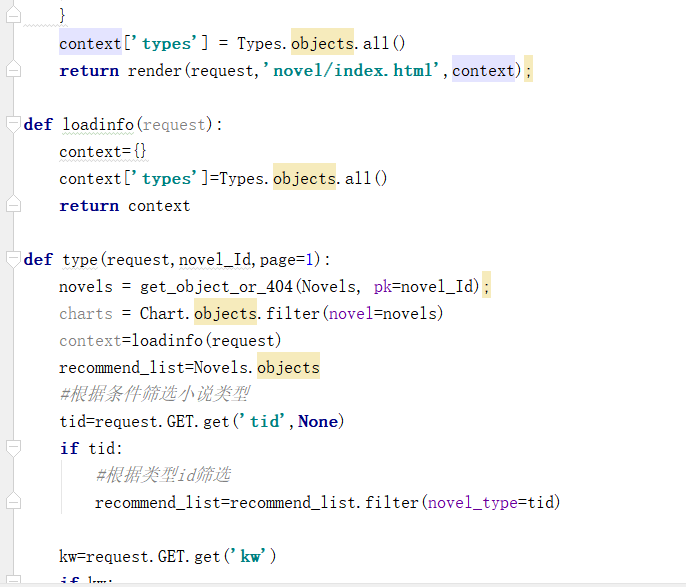 }
context['types'] = Types.objects.all()
return render(request,'novel/index.html',context);
def loadinfo(request):
context={}
context['types']=Types.objects.all()
return context
def type(request,novel_Id,page=1):
novels = get_object_or_404(Novels, pk=novel_Id);
charts = Chart.objects.filter(novel=novels)
context=loadinfo(request)
recommend_list=Novels.objects
#根据条件筛选小说类型
tid=request.GET.get('tid',None)
if tid:
#根据类型id筛选
recommend_list=recommend_list.filter(novel_type=tid)
kw=request.GET.get('kw')
if kw: